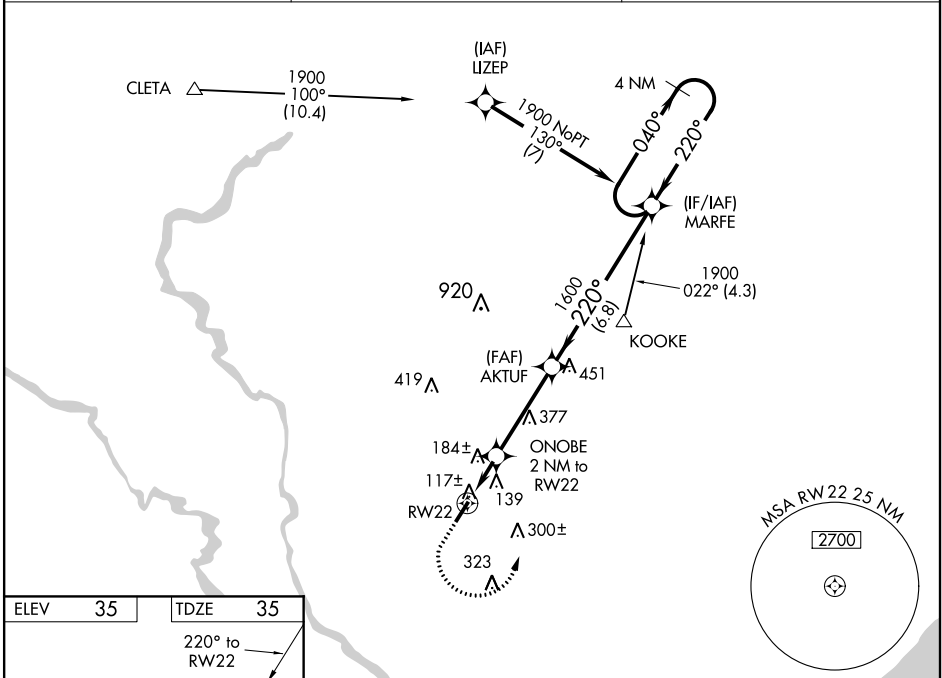 (IAF)
LIZEP
CLETA
1900
100°
(10.4)
4 NM
1900 NoPT
130°
(7)
040°
220°
(IF/IAF)
MARFE
1900
022° (4.3)
1600
220°
(6.8)
KOOKE
920
(FAF)
AKTUF
451
419
377
184±
ONOBE
2 NM to
RW22
117±
139
RW22
300±
323
MSA RW22 25 NM
2700
ELEV 35
TDZE 35
220° to
RW22